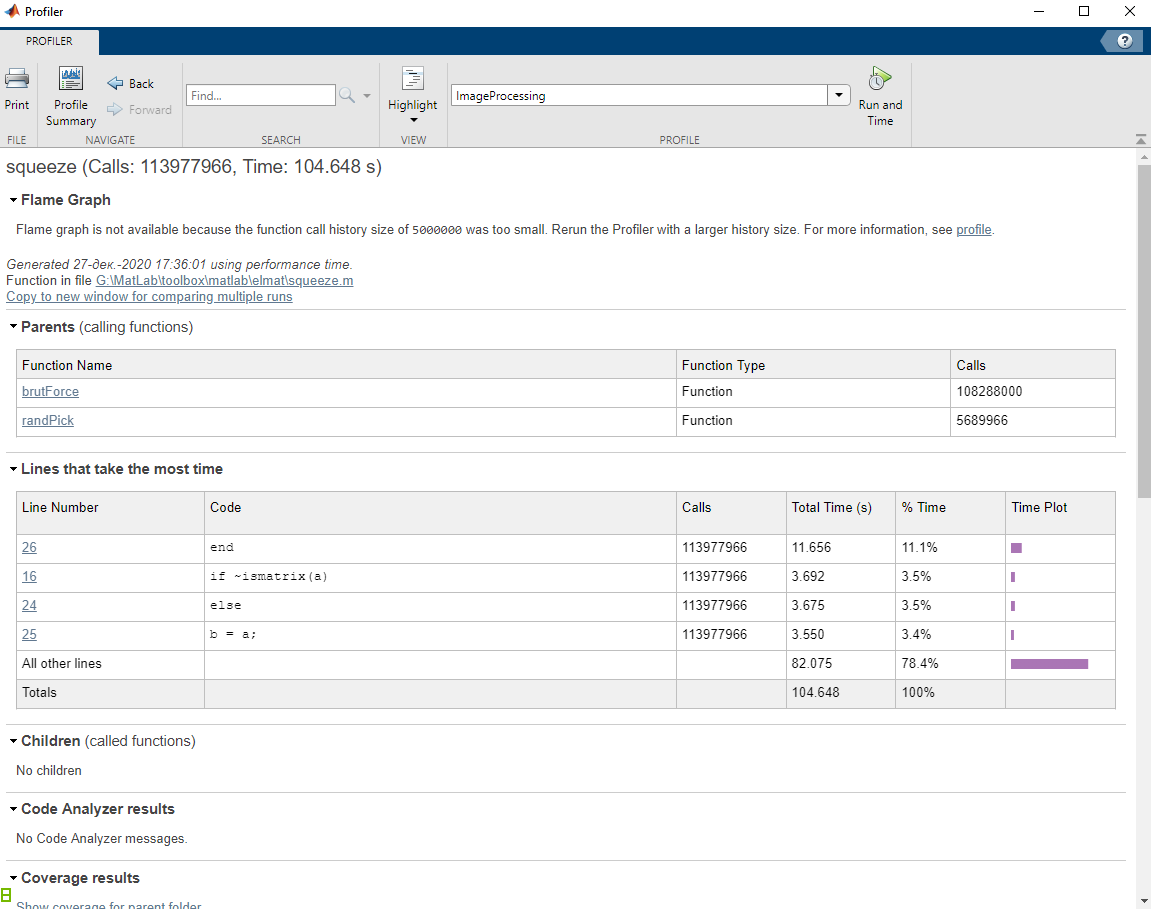 Profiler
PROFILER
?
Print
Profile Summary
Back
Forward
Find...
Highlight
ImageProcessing
Run and Time
FILE
NAVIGATE
SEARCH
VIEW
PROFILE
squeeze (Calls: 113977966, Time: 104.648 s)
Flame Graph
Flame graph is not available because the function call history size of 5000000 was too small. Rerun the Profiler with a larger history size. For more information, see profile.
Generated 27-дек.-2020 17:36:01 using performance time.
Function in file G:\MatLab\toolbox\matlab\elmat\squeeze.m
Copy to new window for comparing multiple runs
Parents (calling functions)
Function Name Function Type Calls
brutForce Function 108288000
randPick Function 5689966
Lines that take the most time
Line Number Code Calls Total Time (s) % Time Time Plot
26 end 113977966 11.656 11.1%
16 if ~ismatrix(a) 113977966 3.692 3.5%
24 else 113977966 3.675 3.5%
25 b = a; 113977966 3.550 3.4%
All other lines 82.075 78.4%
Totals 104.648 100%
Children (called functions)
No children
Code Analyzer results
No Code Analyzer messages.
Coverage results
Show coverage for parent folder